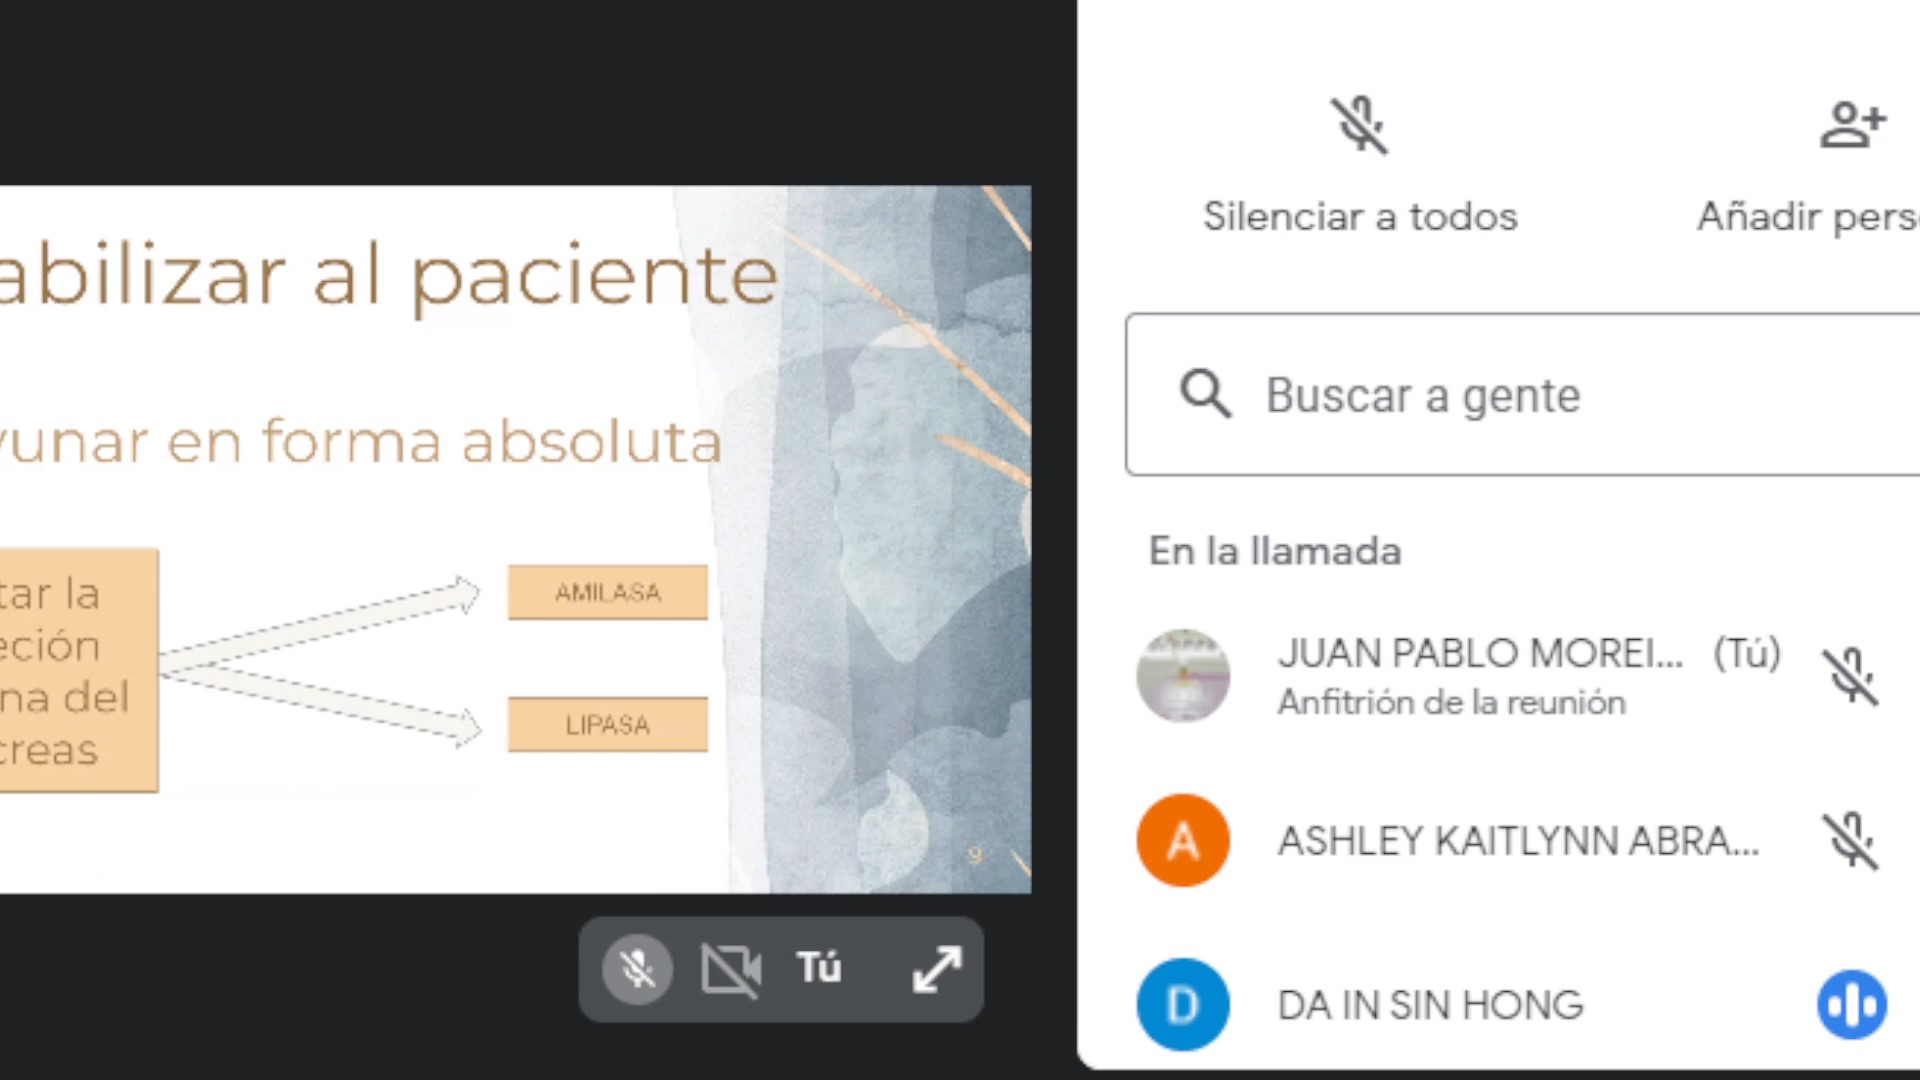 abilizar al paciente
yunar en forma absoluta
tar la
eción
na del
creas
AMILASA
LIPASA
9
Tú
Silenciar a todos
Añadir pers
Buscar a gente
En la llamada
JUAN PABLO MOREI... (Tú)
Anfitrión de la reunión
A
ASHLEY KAITLYNN ABRA...
D
DA IN SIN HONG